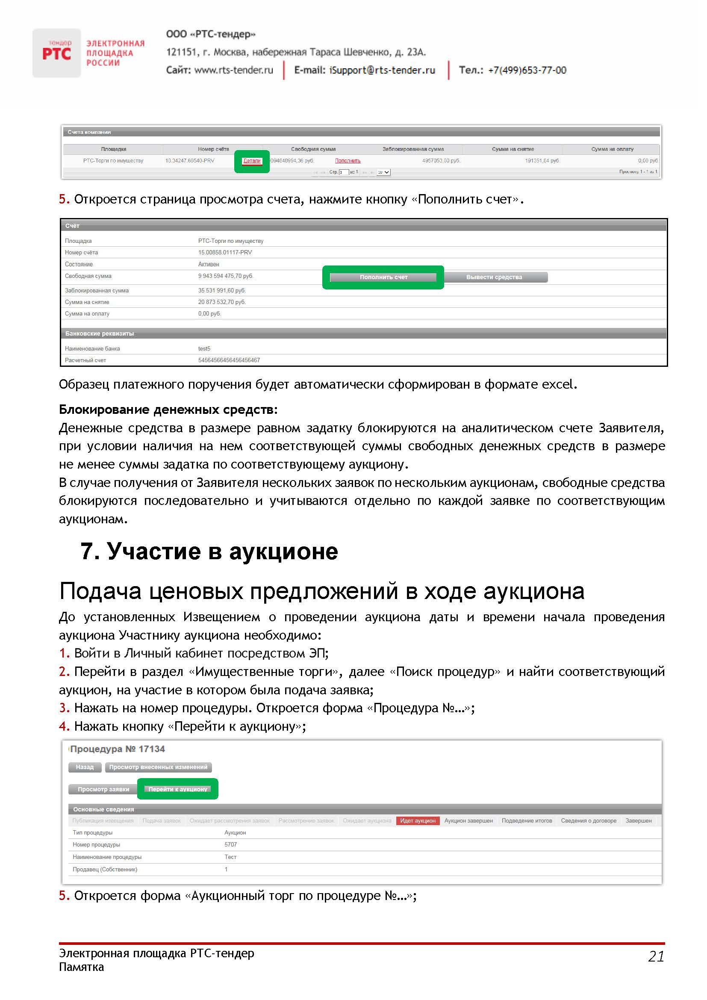 тендер
РТС
ЭЛЕКТРОННАЯ
ПЛОЩАДКА
РОССИИ
ООО «РТС-тендер»
121151, г. Москва, набережная Тараса Шевченко, д. 23А.
Сайт: www.rts-tender.ru E-mail: iSupport@rts-tender.ru Тел.: +7(499)653-77-00
Счета компании
Площадка Номер счёта Свободная сумма Заблокированная сумма Сумма на снятие Сумма на оплату
РТС-Торги по имуществу 10.34247.66540-PRV Детали 094848994,36 руб. Пополнить 4957053,00 руб. 191351,84 руб. 0,00 руб.
Стр. 1 из 1 10 Просмотр 1 - 1 из 1
5. Откроется страница просмотра счета, нажмите кнопку «Пополнить счет».
Счёт
Площадка РТС-Торги по имуществу
Номер счёта 15.00858.01117-PRV
Состояние Активен
Свободная сумма 9 943 594 475,70 руб. Пополнить счет Вывести средства
Заблокированная сумма 35 531 991,60 руб.
Сумма на снятие 20 873 532,70 руб.
Сумма на оплату 0,00 руб.
Банковские реквизиты
Наименование банка test5
Расчетный счет 54564566456456456467
Образец платежного поручения будет автоматически сформирован в формате excel.
Блокирование денежных средств:
Денежные средства в размере равном задатку блокируются на аналитическом счете Заявителя,
при условии наличия на нем соответствующей суммы свободных денежных средств в размере
не менее суммы задатка по соответствующему аукциону.
В случае получения от Заявителя нескольких заявок по нескольким аукционам, свободные средства
блокируются последовательно и учитываются отдельно по каждой заявке по соответствующим
аукционам.
7. Участие в аукционе
Подача ценовых предложений в ходе аукциона
До установленных Извещением о проведении аукциона даты и времени начала проведения
аукциона Участнику аукциона необходимо:
1. Войти в Личный кабинет посредством ЭП;
2. Перейти в раздел «Имущественные торги», далее «Поиск процедур» и найти соответствующий
аукцион, на участие в котором была подача заявка;
3. Нажать на номер процедуры. Откроется форма «Процедура №…»;
4. Нажать кнопку «Перейти к аукциону»;
Процедура № 17134
Назад Просмотр внесенных изменений
Просмотр заявки Перейти к аукциону
Основные сведения
Публикация извещения Подача заявок Ожидает рассмотрения заявок Рассмотрение заявок Ожидает аукциона Идет аукцион Аукцион завершен Подведение итогов Сведения о договоре Завершен
Тип процедуры Аукцион
Номер процедуры 5707
Наименование процедуры Тест
Продавец (Собственник) 1
5. Откроется форма «Аукционный торг по процедуре №…»;
Электронная площадка РТС-тендер
Памятка
21